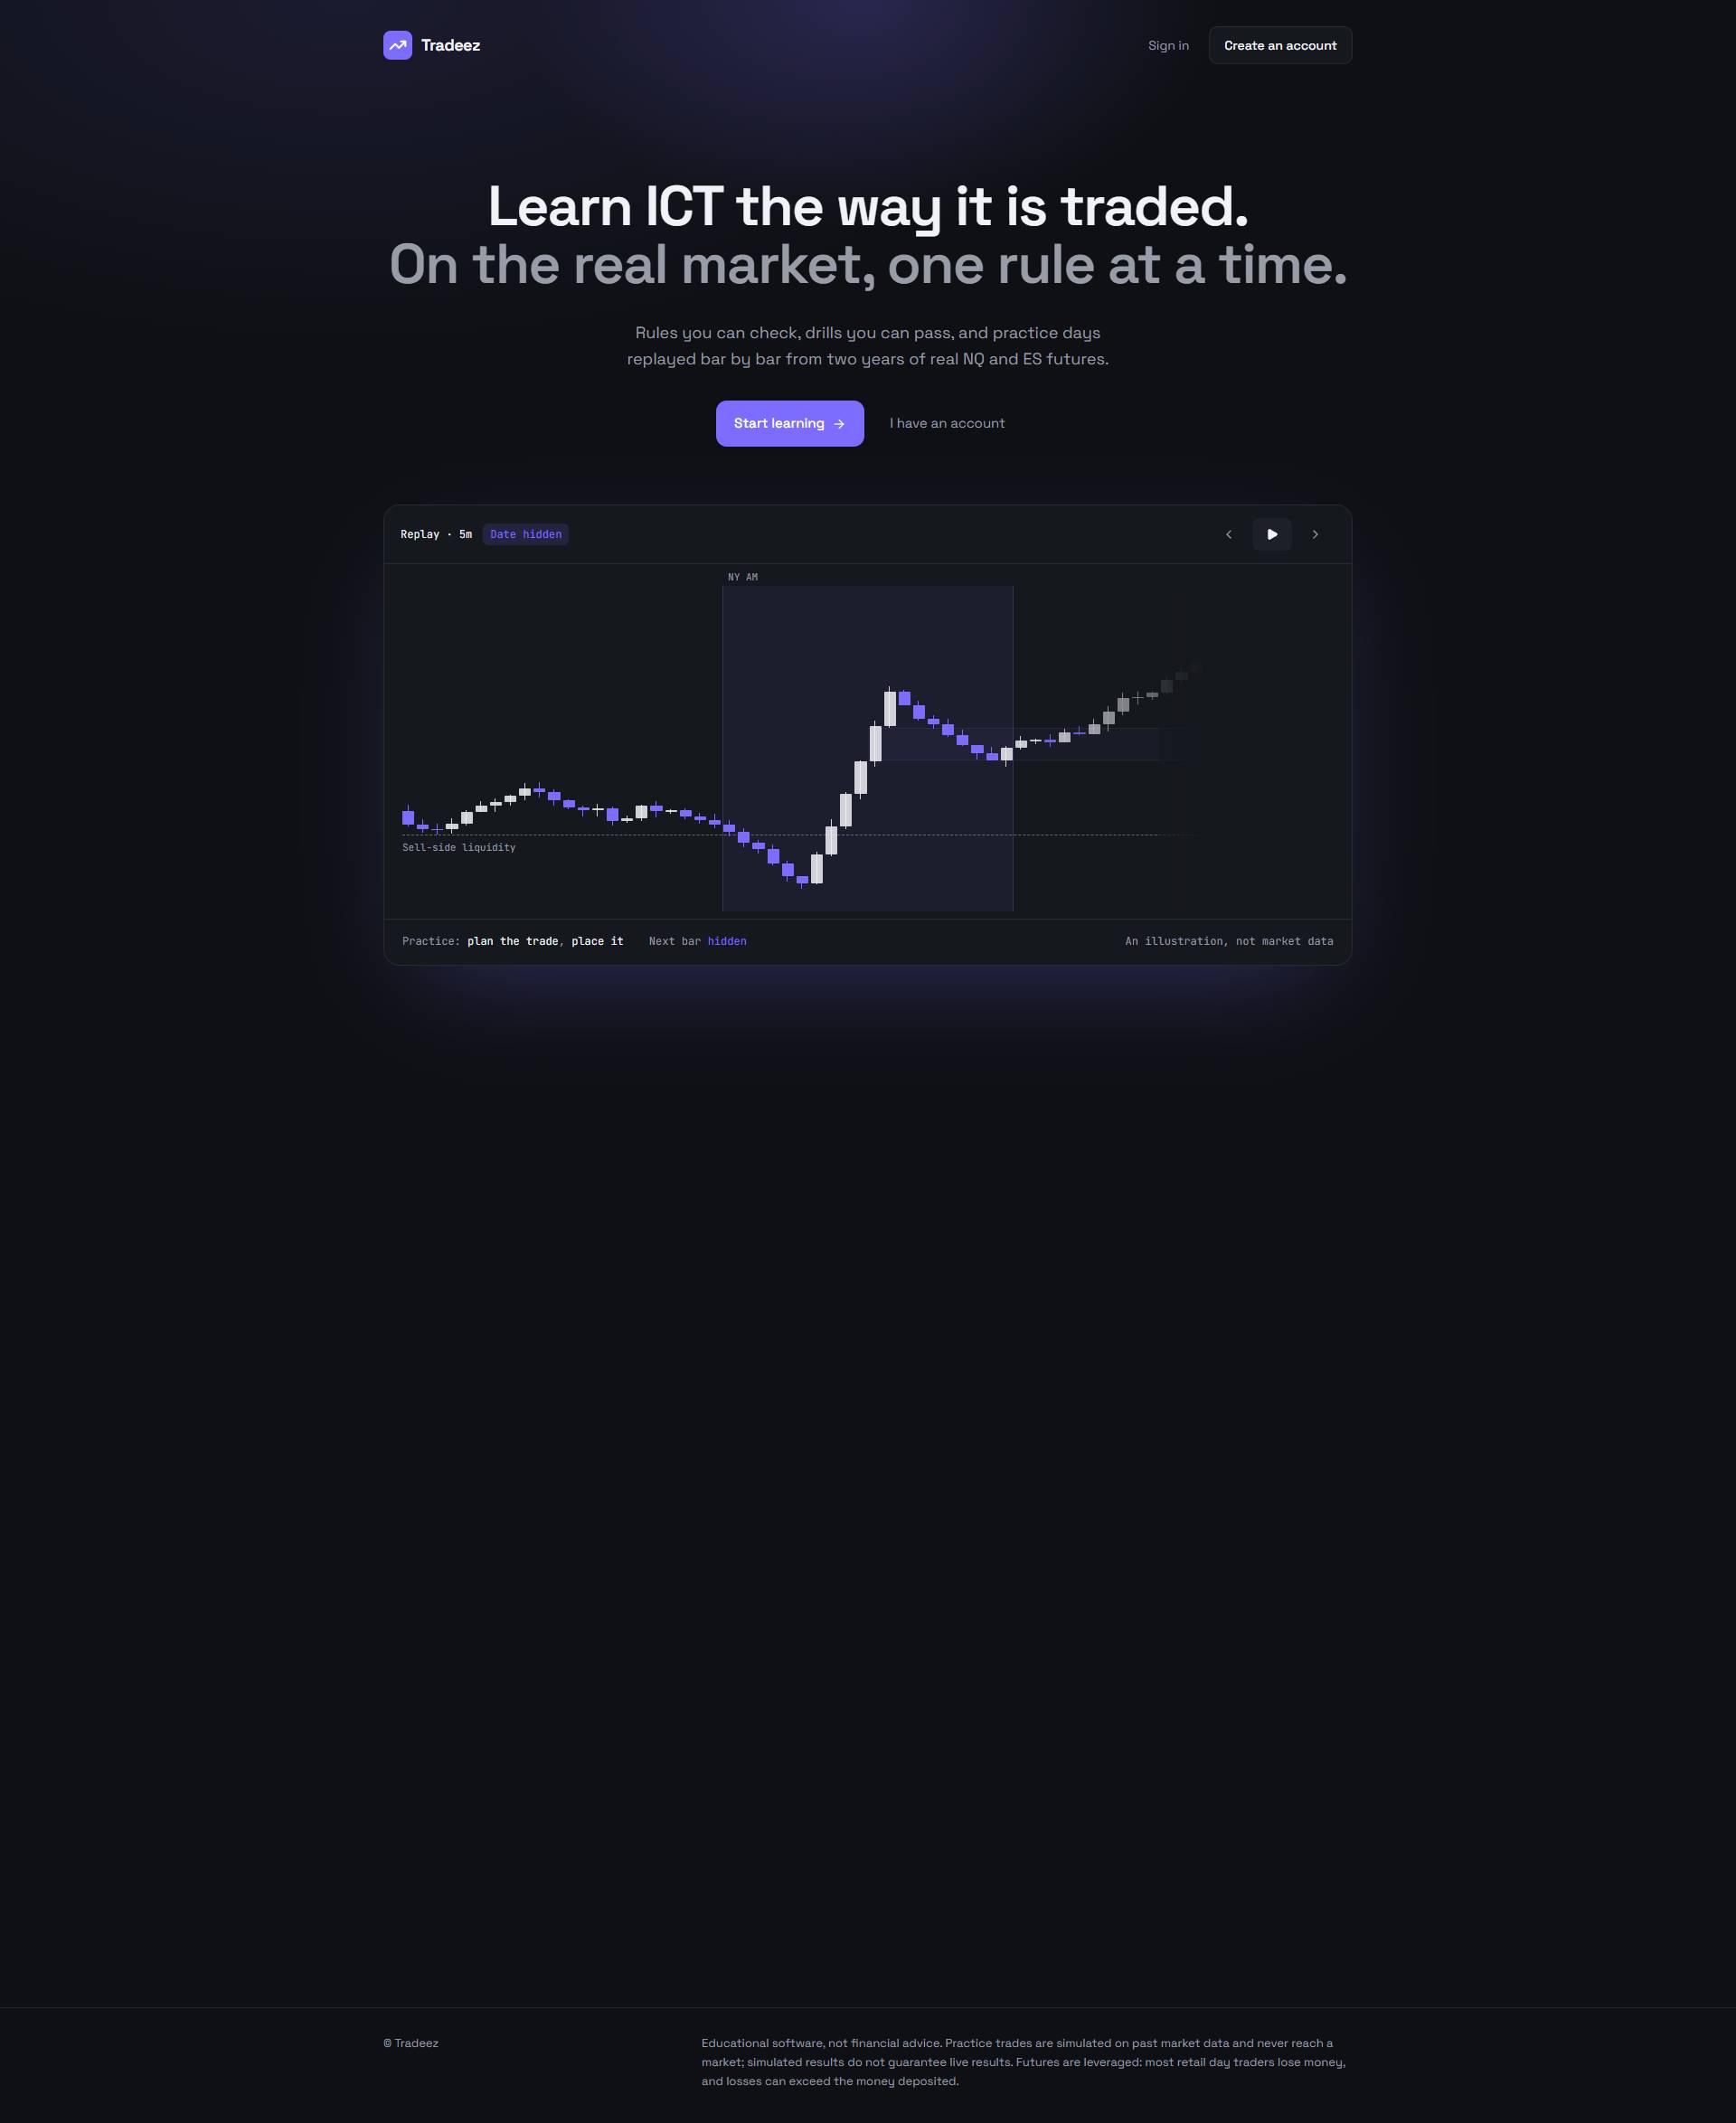 Tradeez
Sign in
Create an account
Learn ICT the way it is traded.
On the real market, one rule at a time.
Rules you can check, drills you can pass, and practice days
replayed bar by bar from two years of real NQ and ES futures.
Start learning →
I have an account
Replay · 5m
Date hidden
NY AM
Sell-side liquidity
Practice: plan the trade, place it
Next bar hidden
An illustration, not market data
© Tradeez
Educational software, not financial advice. Practice trades are simulated on past market data and never reach a
market; simulated results do not guarantee live results. Futures are leveraged: most retail day traders lose money,
and losses can exceed the money deposited.